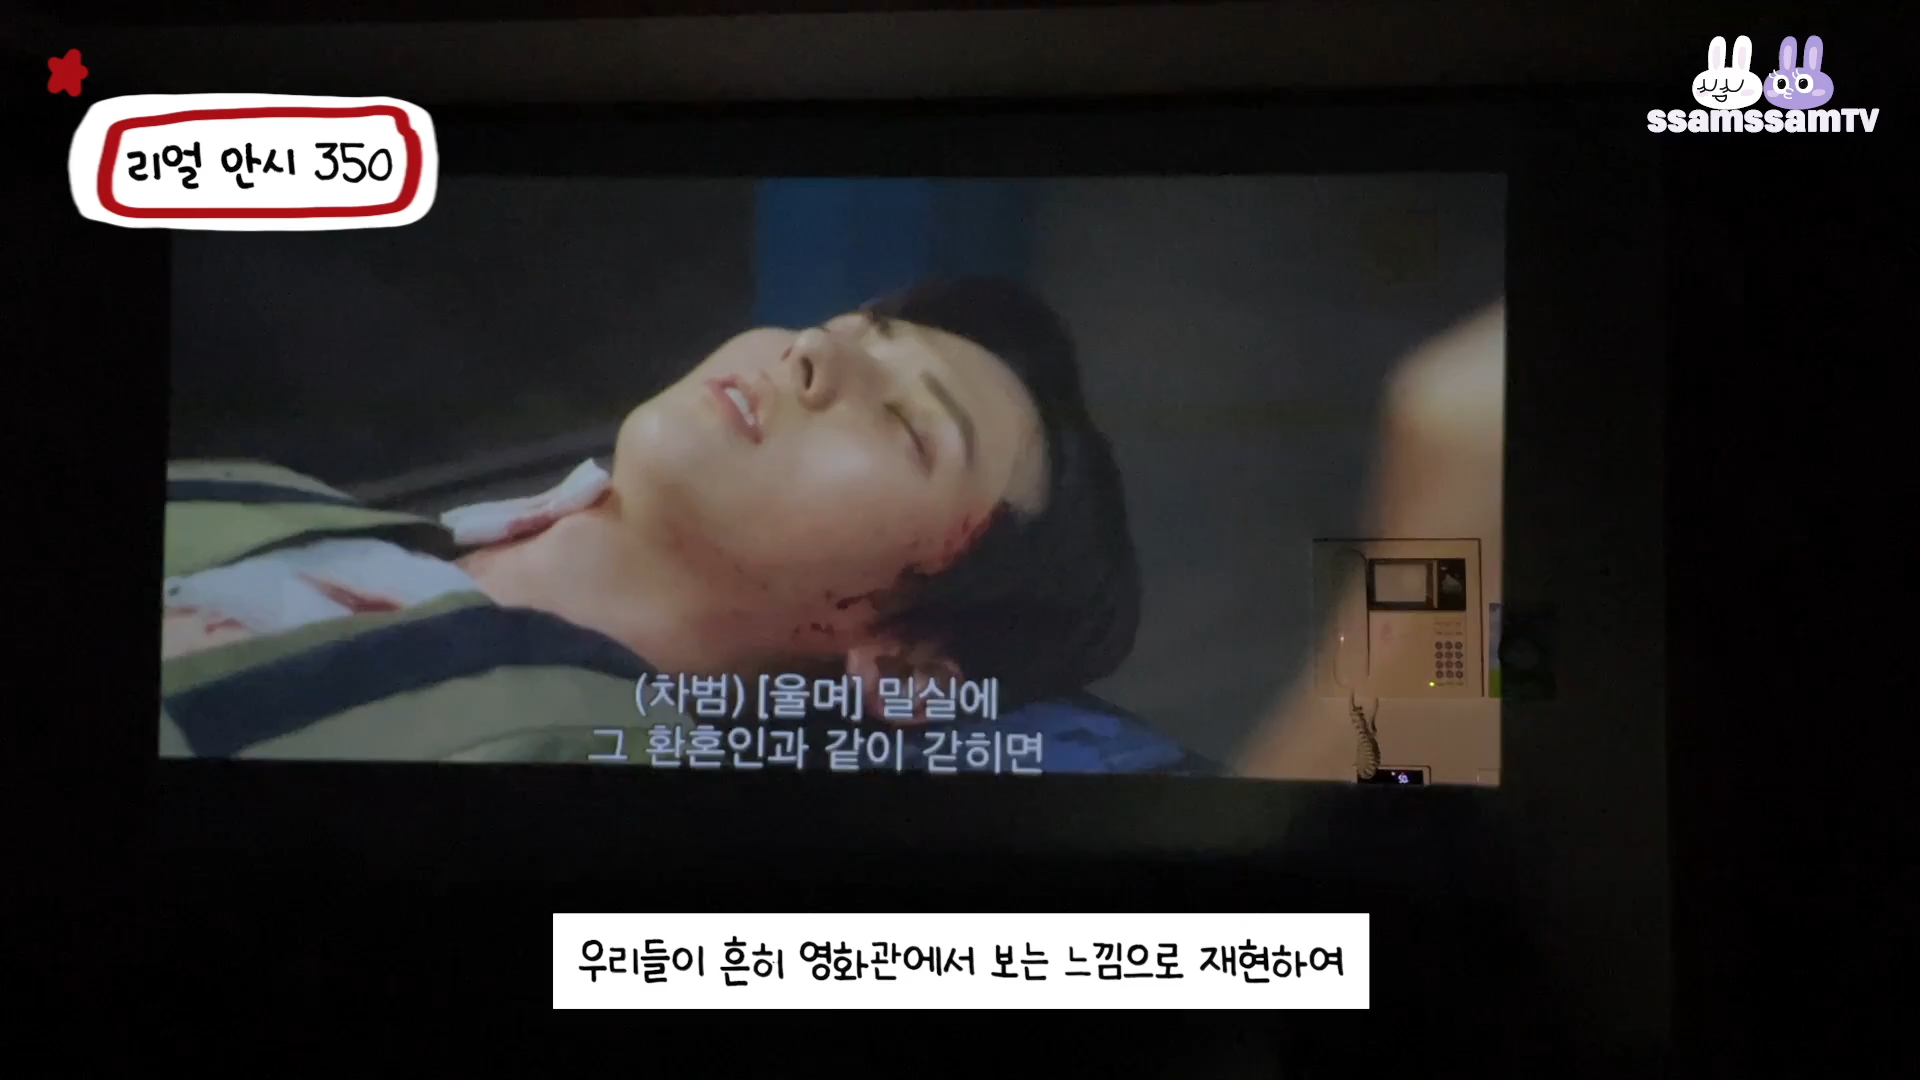 리얼 안시 350
ssamssamTV
(차범) [울며] 밀실에
그 환혼인과 같이 갇히면
우리들이 흔히 영화관에서 보는 느낌으로 재현하여